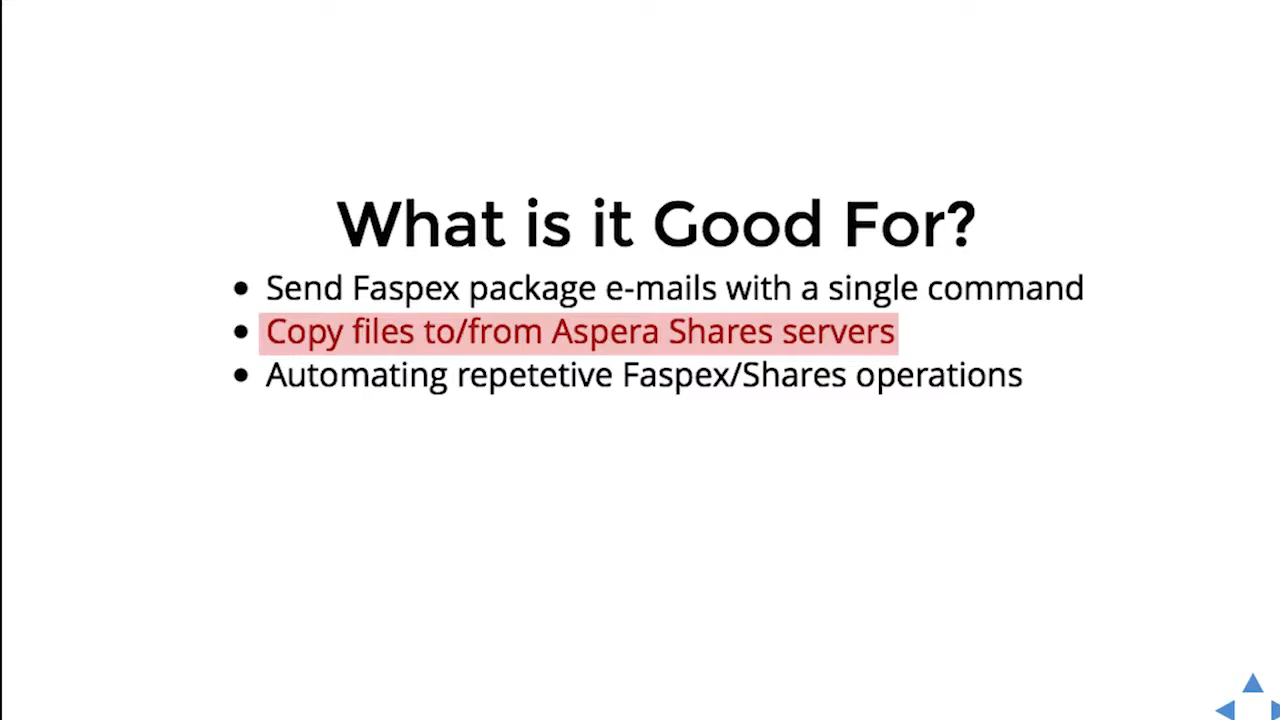 What is it Good For?
Send Faspex package e-mails with a single command
Copy files to/from Aspera Shares servers
Automating repetetive Faspex/Shares operations